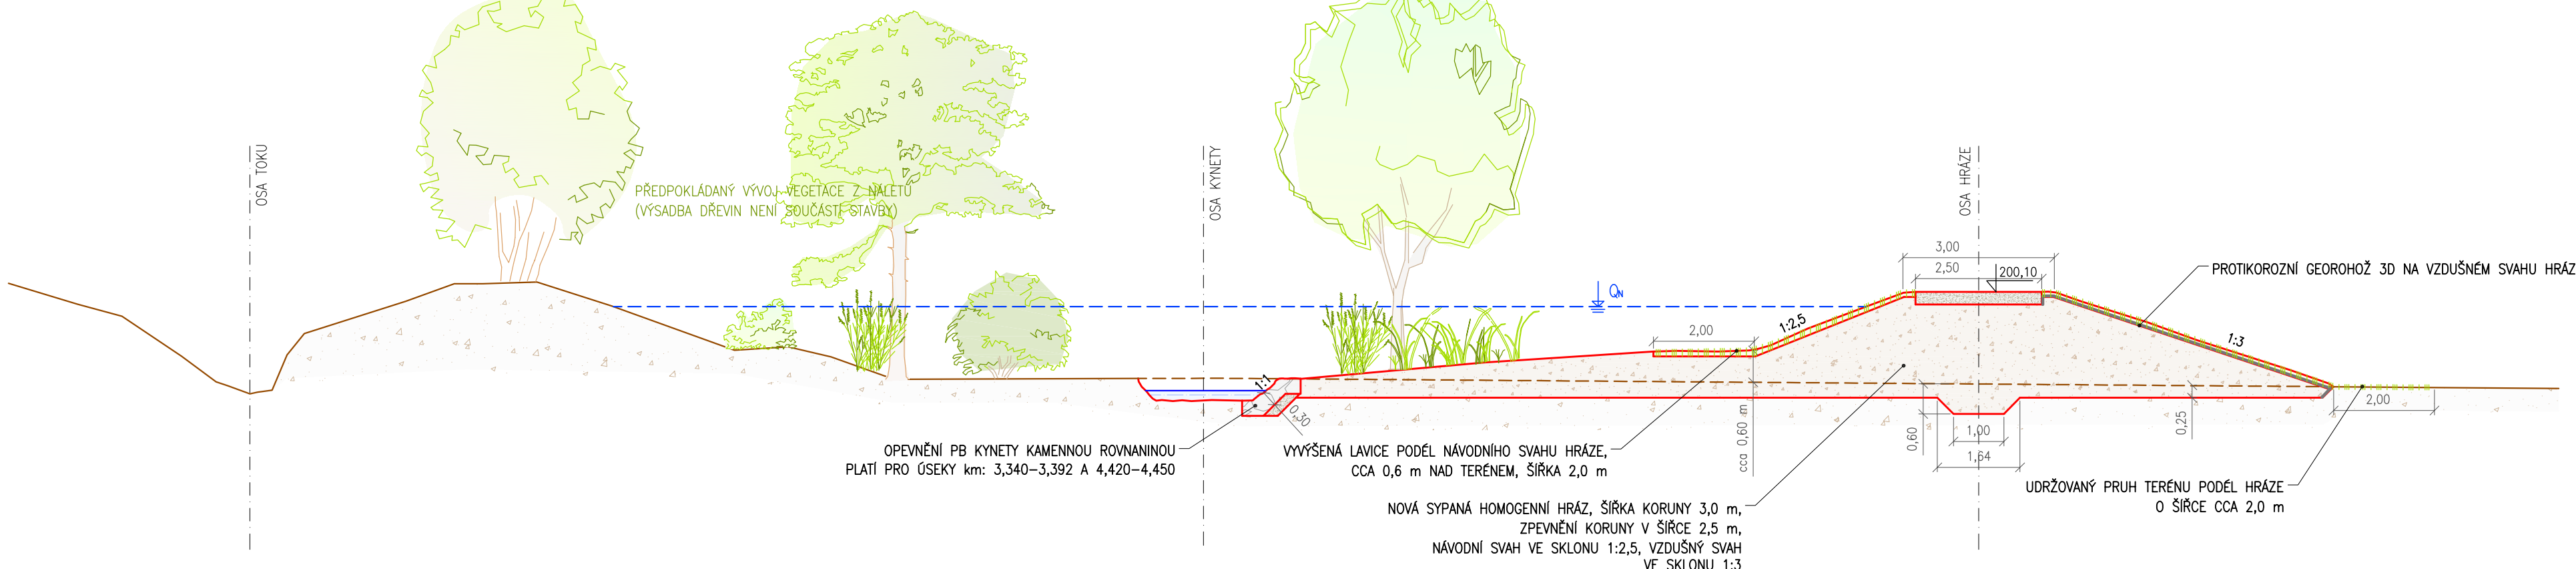 OSA TOKU
PŘEDPOKLÁDANÝ VÝVOJ VEGETACE Z NÁLETŮ
(VÝSADBA DŘEVIN NENÍ SOUČÁSTÍ STAVBY)
OSA KYNETY
OSA HRÁZE
3,00
2,50
200,10
PROTIKOROZNÍ GEOROHOŽ 3D NA VZDUŠNÉM SVAHU HRÁZ
QN
2,00
1:2,5
1:3
1:1
0,30
2,00
0,25
cca 0,60 m
0,60
1,00
1,64
OPEVNĚNÍ PB KYNETY KAMENNOU ROVNANINOU
PLATÍ PRO ÚSEKY km: 3,340–3,392 A 4,420–4,450
VYVÝŠENÁ LAVICE PODÉL NÁVODNÍHO SVAHU HRÁZE,
CCA 0,6 m NAD TERÉNEM, ŠÍŘKA 2,0 m
UDRŽOVANÝ PRUH TERÉNU PODÉL HRÁZE
O ŠÍŘCE CCA 2,0 m
NOVÁ SYPANÁ HOMOGENNÍ HRÁZ, ŠÍŘKA KORUNY 3,0 m,
ZPEVNĚNÍ KORUNY V ŠÍŘCE 2,5 m,
NÁVODNÍ SVAH VE SKLONU 1:2,5, VZDUŠNÝ SVAH
VE SKLONU 1:3